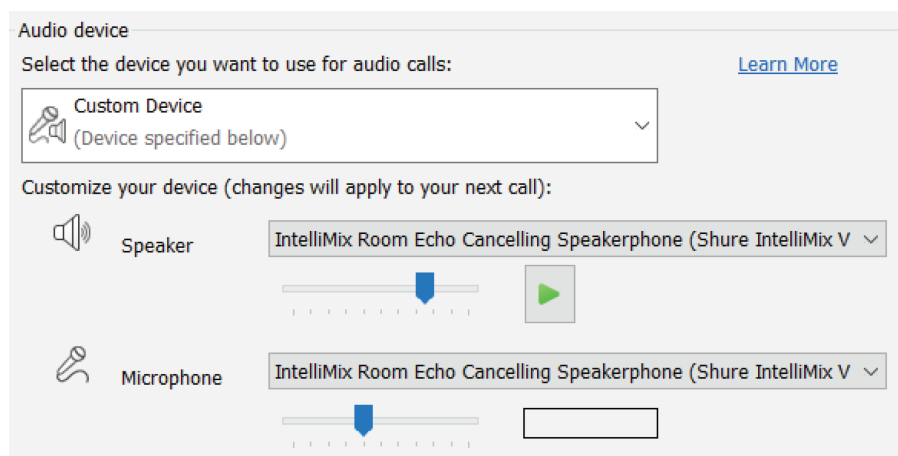 Audio device
Select the device you want to use for audio calls:
Learn More
Custom Device
(Device specified below)
Customize your device (changes will apply to your next call):
Speaker
IntelliMix Room Echo Cancelling Speakerphone (Shure IntelliMix V
Microphone
IntelliMix Room Echo Cancelling Speakerphone (Shure IntelliMix V